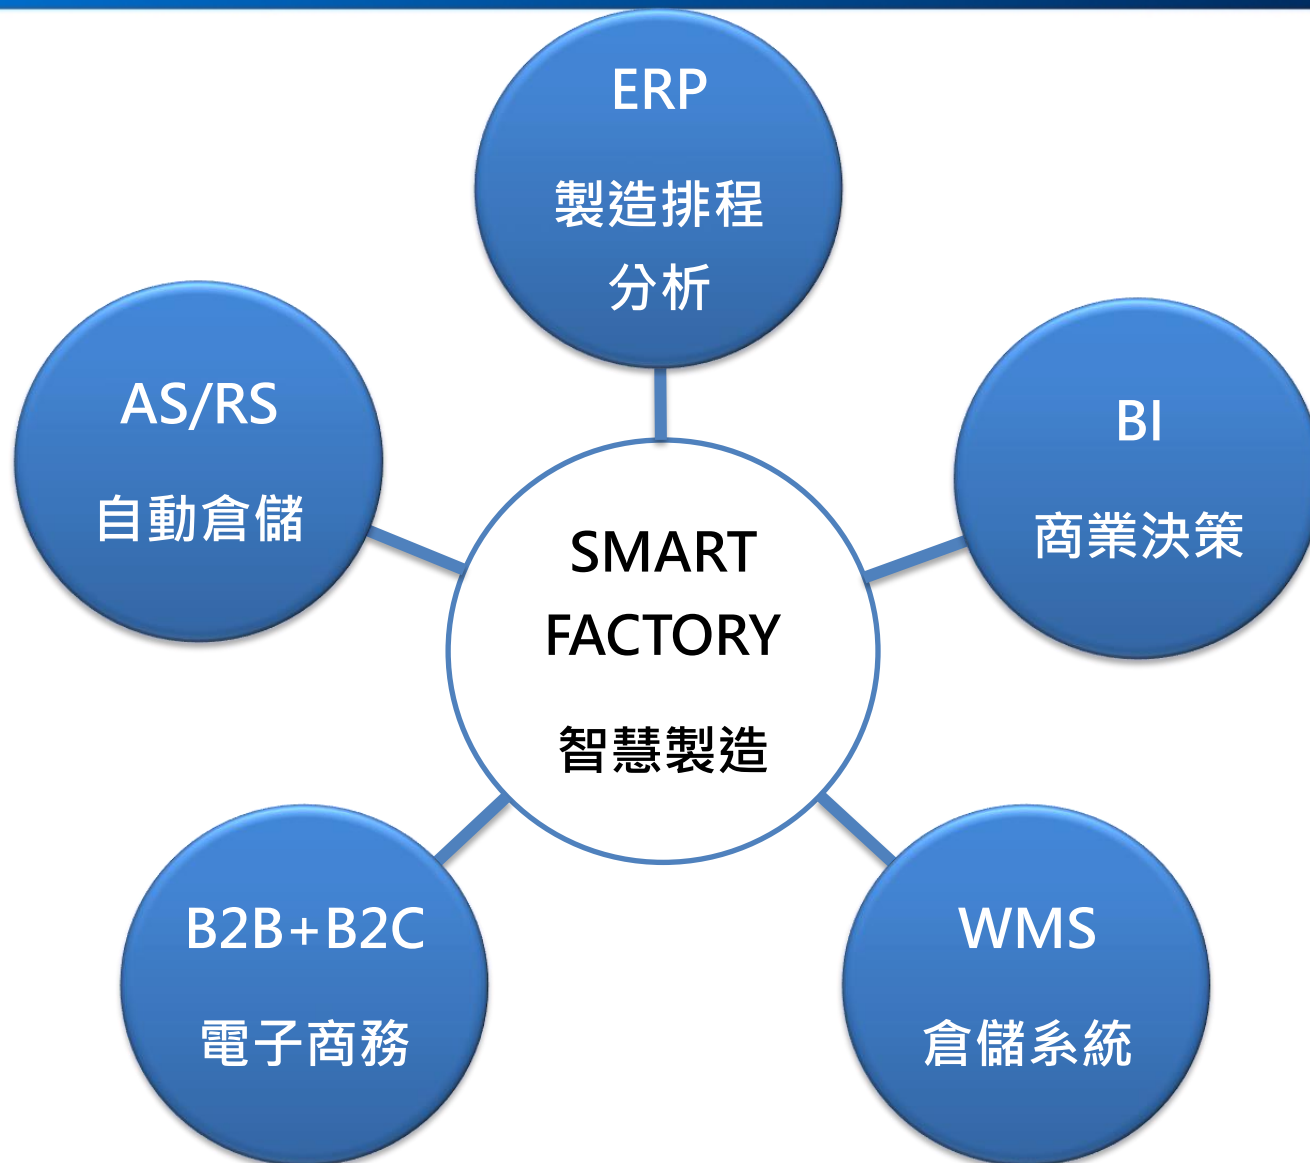 ERP
製造排程
分析
AS/RS
自動倉儲
BI
商業決策
SMART
FACTORY
智慧製造
B2B+B2C
電子商務
WMS
倉儲系統